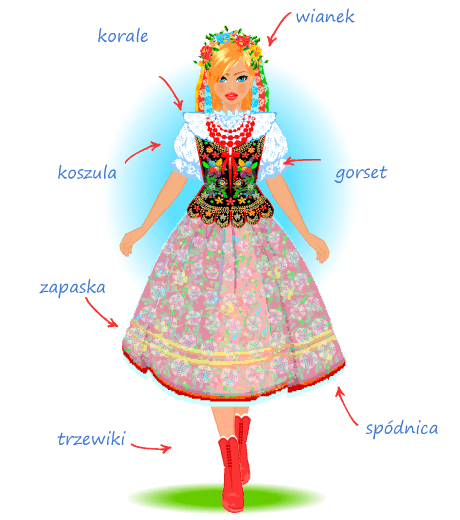 wianek
korale
koszula
gorset
zapaska
spódnica
trzewiki